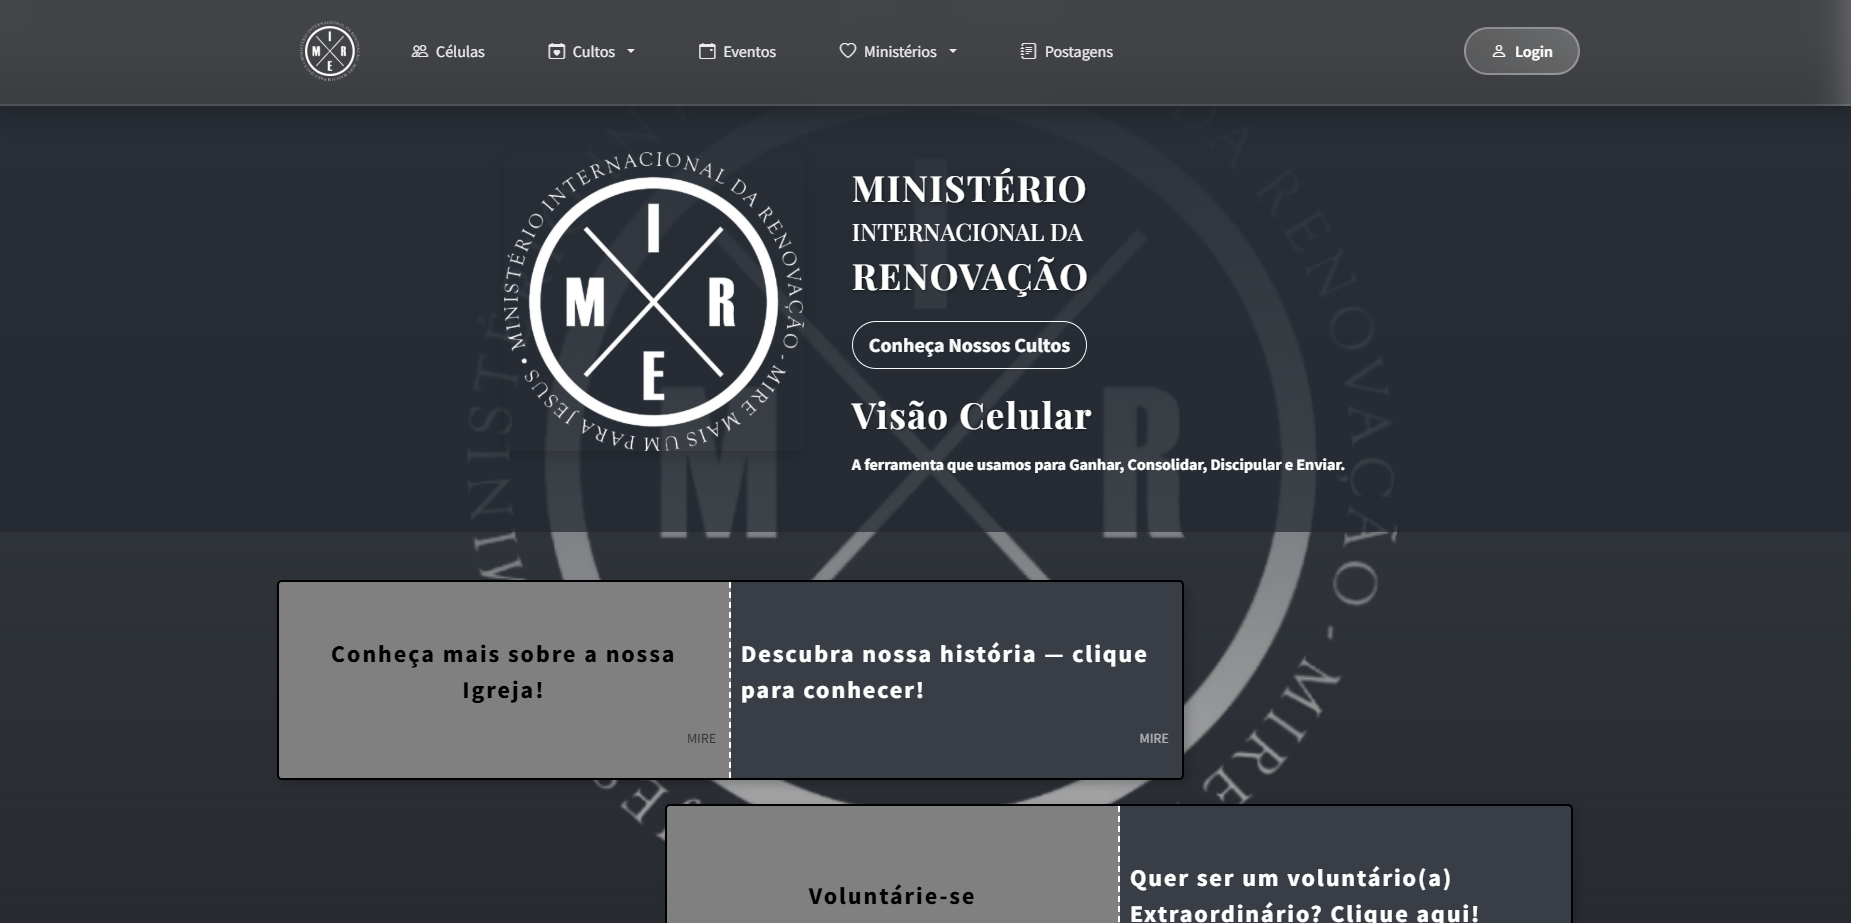 I
M R
E
Células
Cultos
Eventos
Ministérios
Postagens
Login
MINISTÉRIO INTERNACIONAL DA RENOVAÇÃO - MIRE MAIS UM PARA JESUS •
I
M R
E
MINISTÉRIO
INTERNACIONAL DA
RENOVAÇÃO
Conheça Nossos Cultos
Visão Celular
A ferramenta que usamos para Ganhar, Consolidar, Discipular e Enviar.
Conheça mais sobre a nossa
Igreja!
MIRE
Descubra nossa história — clique
para conhecer!
MIRE
Voluntárie-se
Quer ser um voluntário(a)
Extraordinário? Clique aqui!